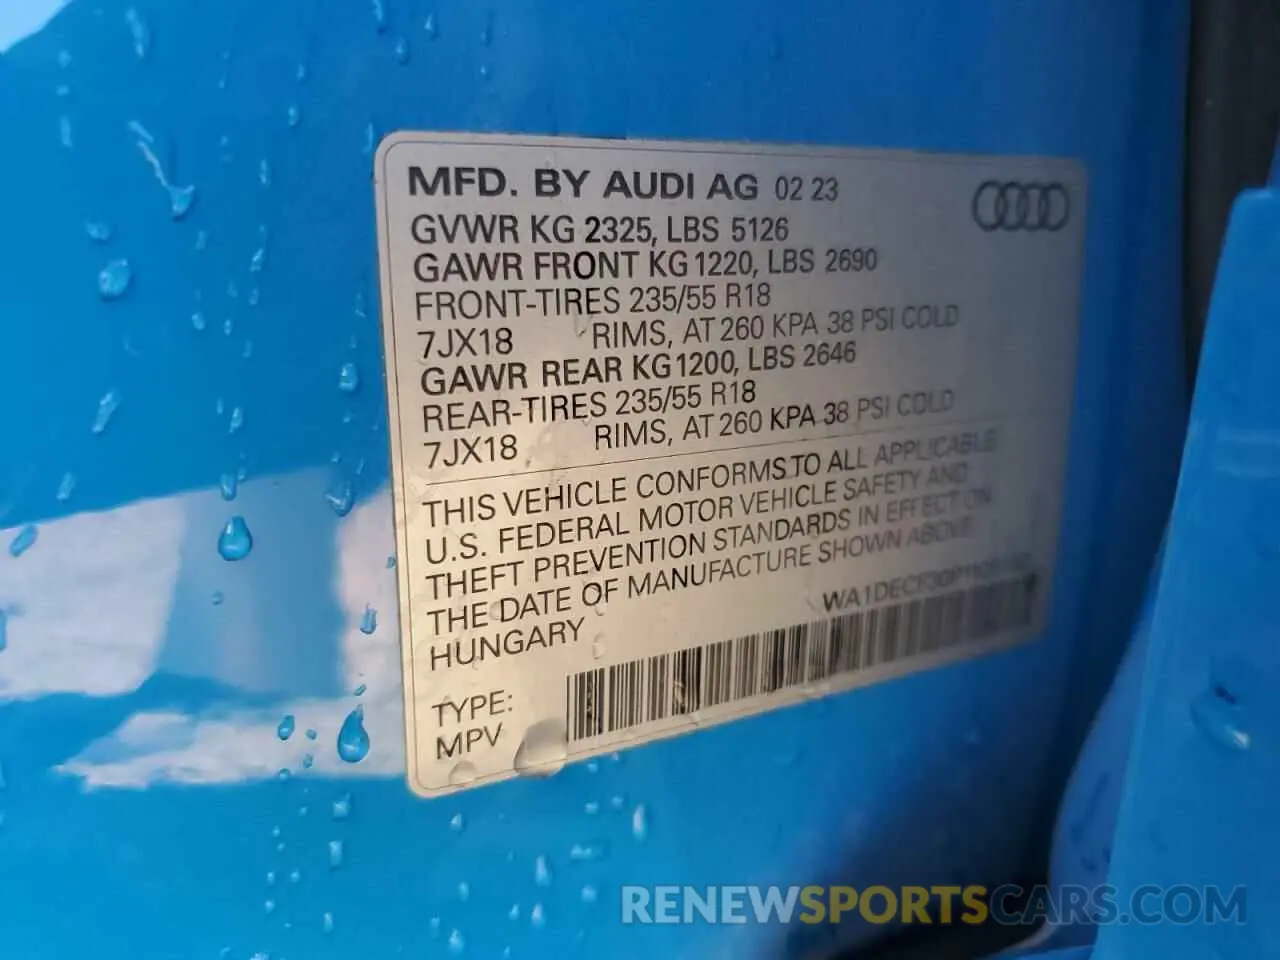 MFD. BY AUDI AG 02 23
GVWR KG 2325, LBS 5126
GAWR FRONT KG 1220, LBS 2690
FRONT-TIRES 235/55 R18
7JX18 RIMS, AT 260 KPA 38 PSI COLD
GAWR REAR KG 1200, LBS 2646
REAR-TIRES 235/55 R18
7JX18 RIMS, AT 260 KPA 38 PSI COLD
THIS VEHICLE CONFORMS TO ALL APPLICABLE
U.S. FEDERAL MOTOR VEHICLE SAFETY AND
THEFT PREVENTION STANDARDS IN EFFECT ON
THE DATE OF MANUFACTURE SHOWN ABOVE
HUNGARY
TYPE:
MPV
RENEWSPORTSCARS.COM